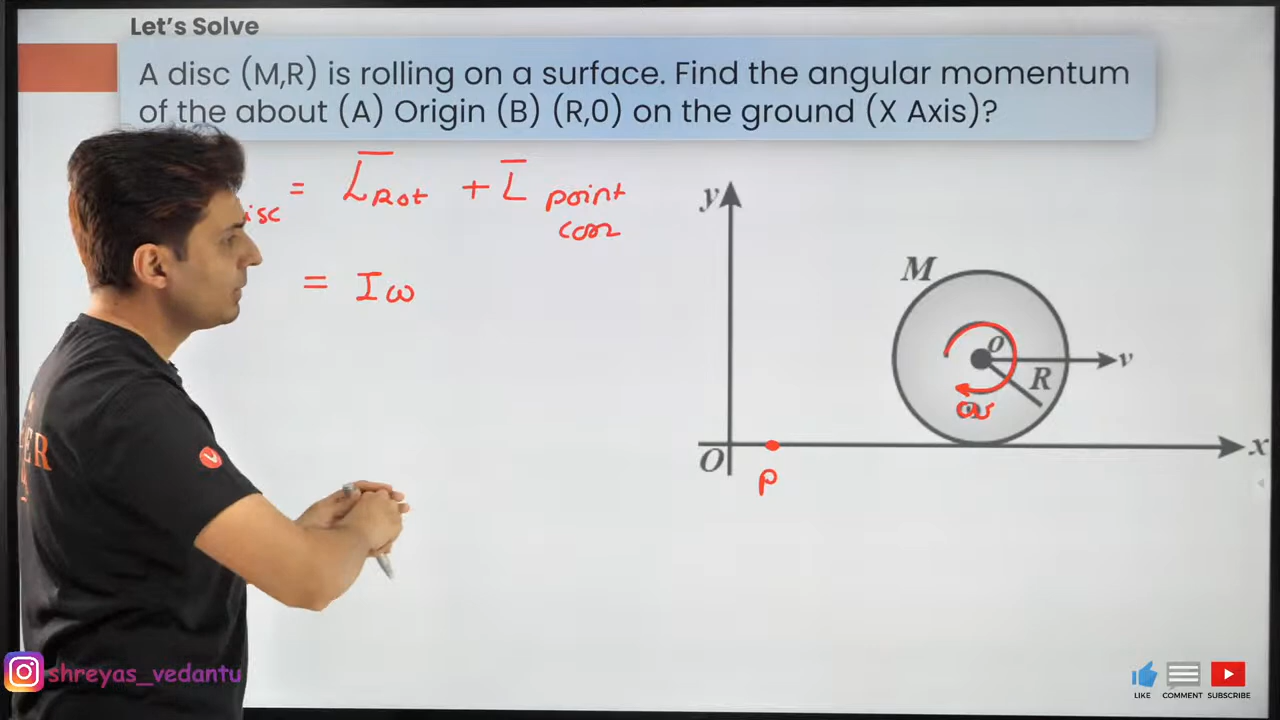 Let's Solve
A disc (M,R) is rolling on a surface. Find the angular momentum
of the about (A) Origin (B) (R,0) on the ground (X Axis)?
isc = L Rot + L point
com
= Iω
y
M
O
v
R
ω
O
P
x
shreyas_vedantu
LIKE COMMENT SUBSCRIBE